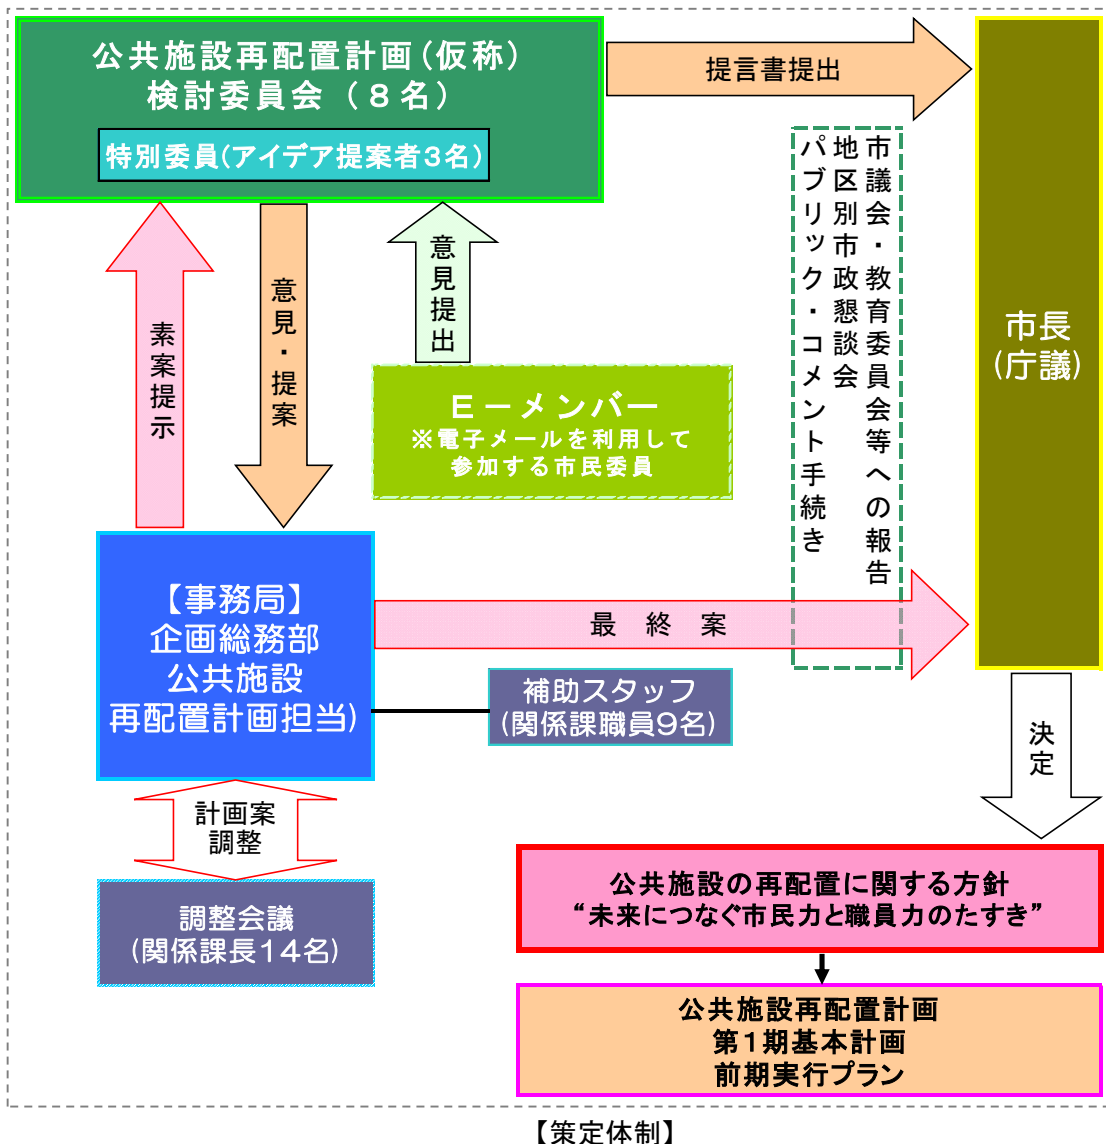 公共施設再配置計画(仮称)
検討委員会（８名）
特別委員(アイデア提案者3名)
提言書提出
市議会・教育委員会等への報告
地区別市政懇談会
パブリック・コメント手続き
市長
(庁議)
素案提示
意見・提案
意見提出
Ｅ－メンバー
※電子メールを利用して
参加する市民委員
【事務局】
企画総務部
公共施設
再配置計画担当)
最　終　案
補助スタッフ
(関係課職員9名)
決定
計画案
調整
調整会議
(関係課長14名)
公共施設の再配置に関する方針
“未来につなぐ市民力と職員力のたすき”
公共施設再配置計画
第１期基本計画
前期実行プラン
【策定体制】